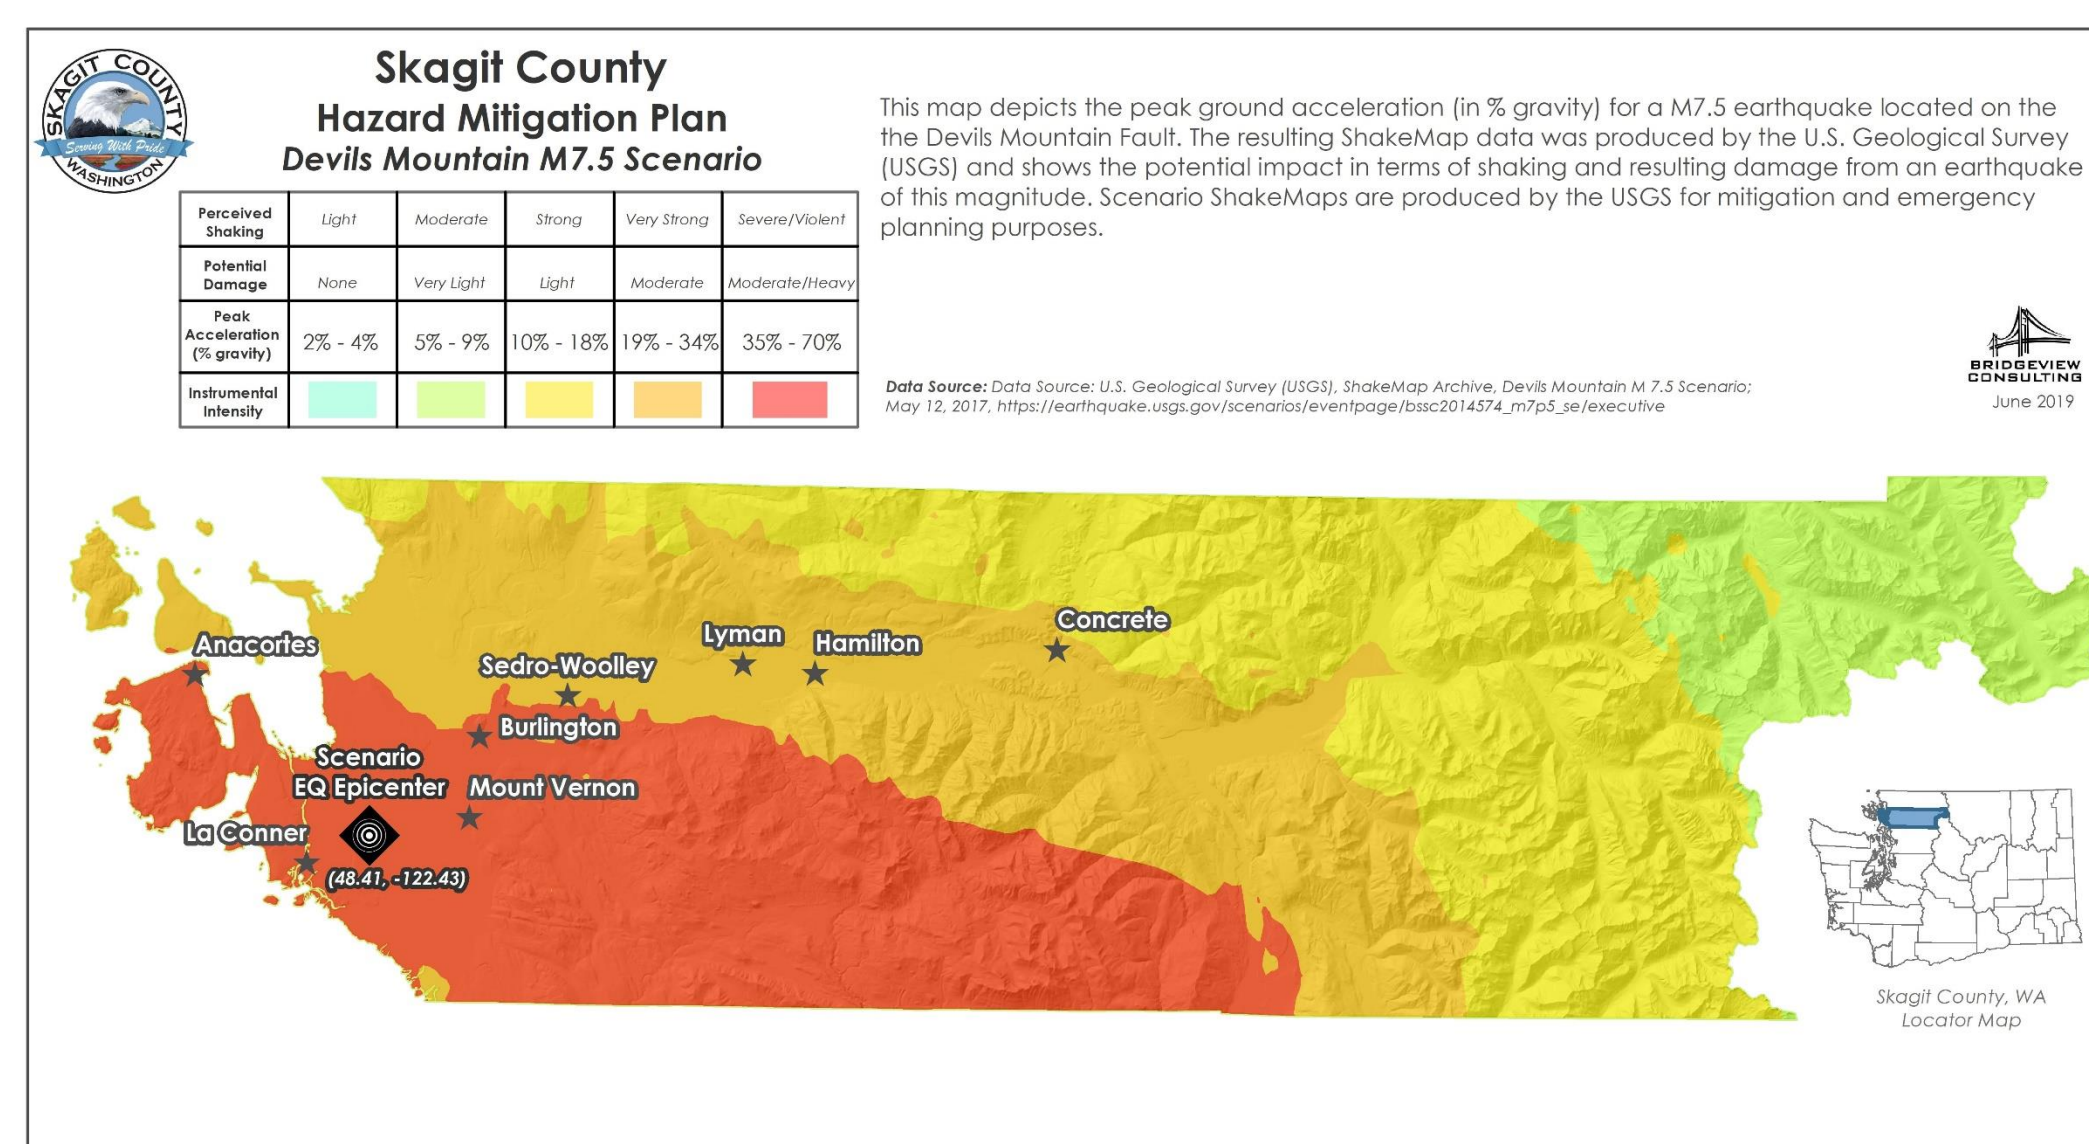 SKAGIT COUNTY
Serving With Pride
WASHINGTON
Skagit County
Hazard Mitigation Plan
Devils Mountain M7.5 Scenario
Perceived Shaking Light Moderate Strong Very Strong Severe/Violent
Potential Damage None Very Light Light Moderate Moderate/Heavy
Peak Acceleration (% gravity) 2% - 4% 5% - 9% 10% - 18% 19% - 34% 35% - 70%
Instrumental Intensity
This map depicts the peak ground acceleration (in % gravity) for a M7.5 earthquake located on the
the Devils Mountain Fault. The resulting ShakeMap data was produced by the U.S. Geological Survey
(USGS) and shows the potential impact in terms of shaking and resulting damage from an earthquake
of this magnitude. Scenario ShakeMaps are produced by the USGS for mitigation and emergency
planning purposes.
BRIDGEVIEW
CONSULTING
June 2019
Data Source: Data Source: U.S. Geological Survey (USGS), ShakeMap Archive, Devils Mountain M 7.5 Scenario;
May 12, 2017, https://earthquake.usgs.gov/scenarios/eventpage/bssc2014574_m7p5_se/executive
Concrete
Lyman
Hamilton
Anacortes
Sedro-Woolley
Burlington
Scenario
EQ Epicenter
Mount Vernon
La Conner
(48.41, -122.43)
Skagit County, WA
Locator Map